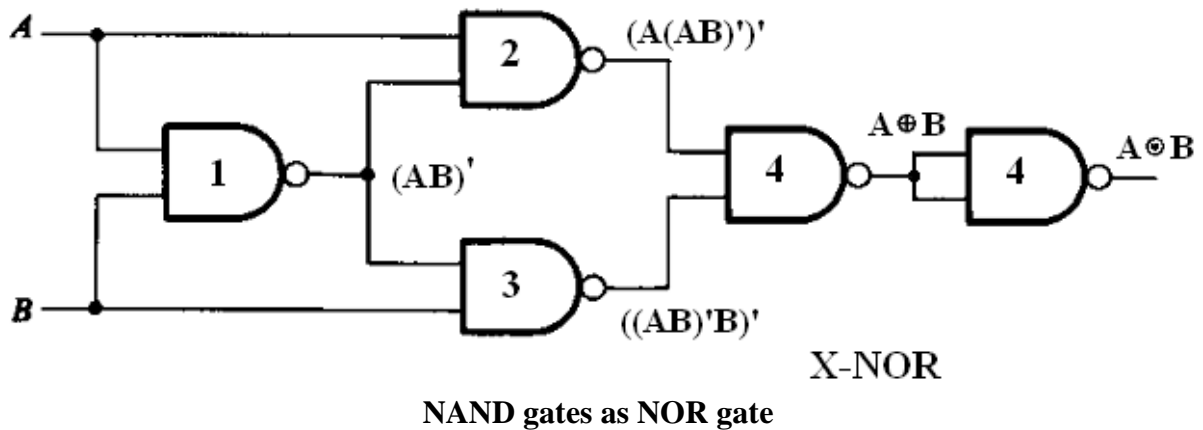 A
(A(AB)')'
2
A⊕B
A⊙B
1
(AB)'
4
4
3
B
((AB)'B)'
X-NOR
NAND gates as NOR gate